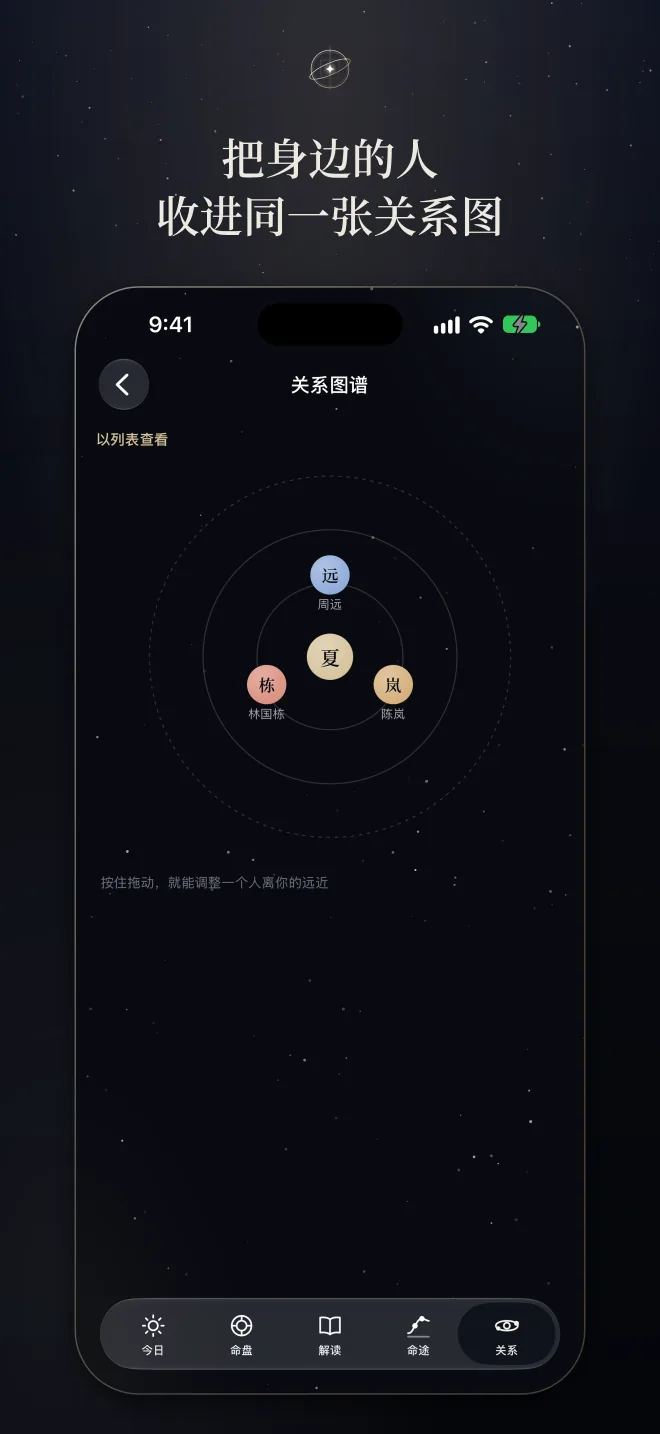 把身边的人
收进同一张关系图
9:41
关系图谱
以列表查看
远
周远
夏
栋
岚
林国栋
陈岚
按住拖动，就能调整一个人离你的远近
今日
命盘
解读
命途
关系